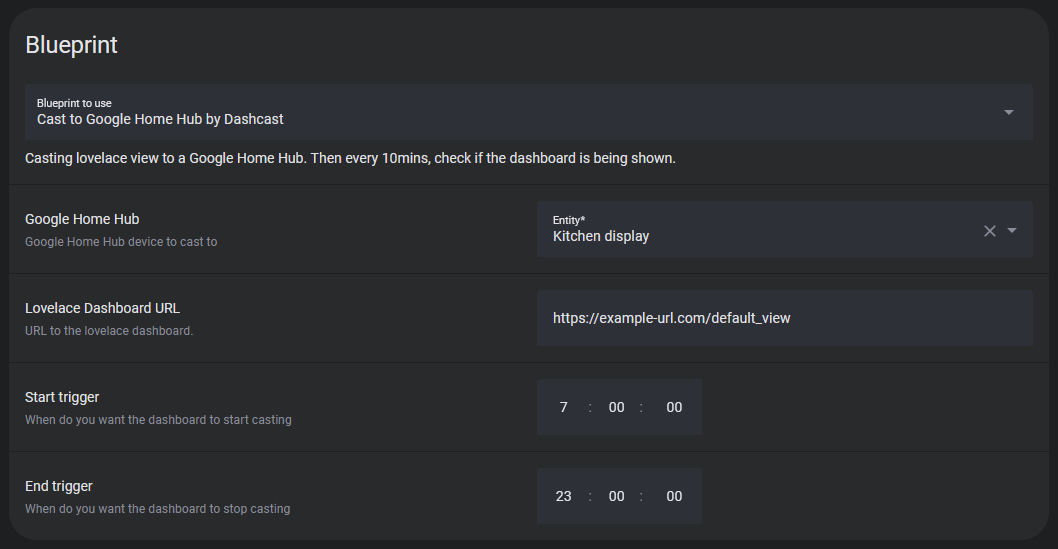 Blueprint
Blueprint to use
Cast to Google Home Hub by Dashcast
Casting lovelace view to a Google Home Hub. Then every 10mins, check if the dashboard is being shown.
Google Home Hub
Google Home Hub device to cast to
Entity*
Kitchen display
Lovelace Dashboard URL
URL to the lovelace dashboard.
https://example-url.com/default_view
Start trigger
When do you want the dashboard to start casting
7 : 00 : 00
End trigger
When do you want the dashboard to stop casting
23 : 00 : 00